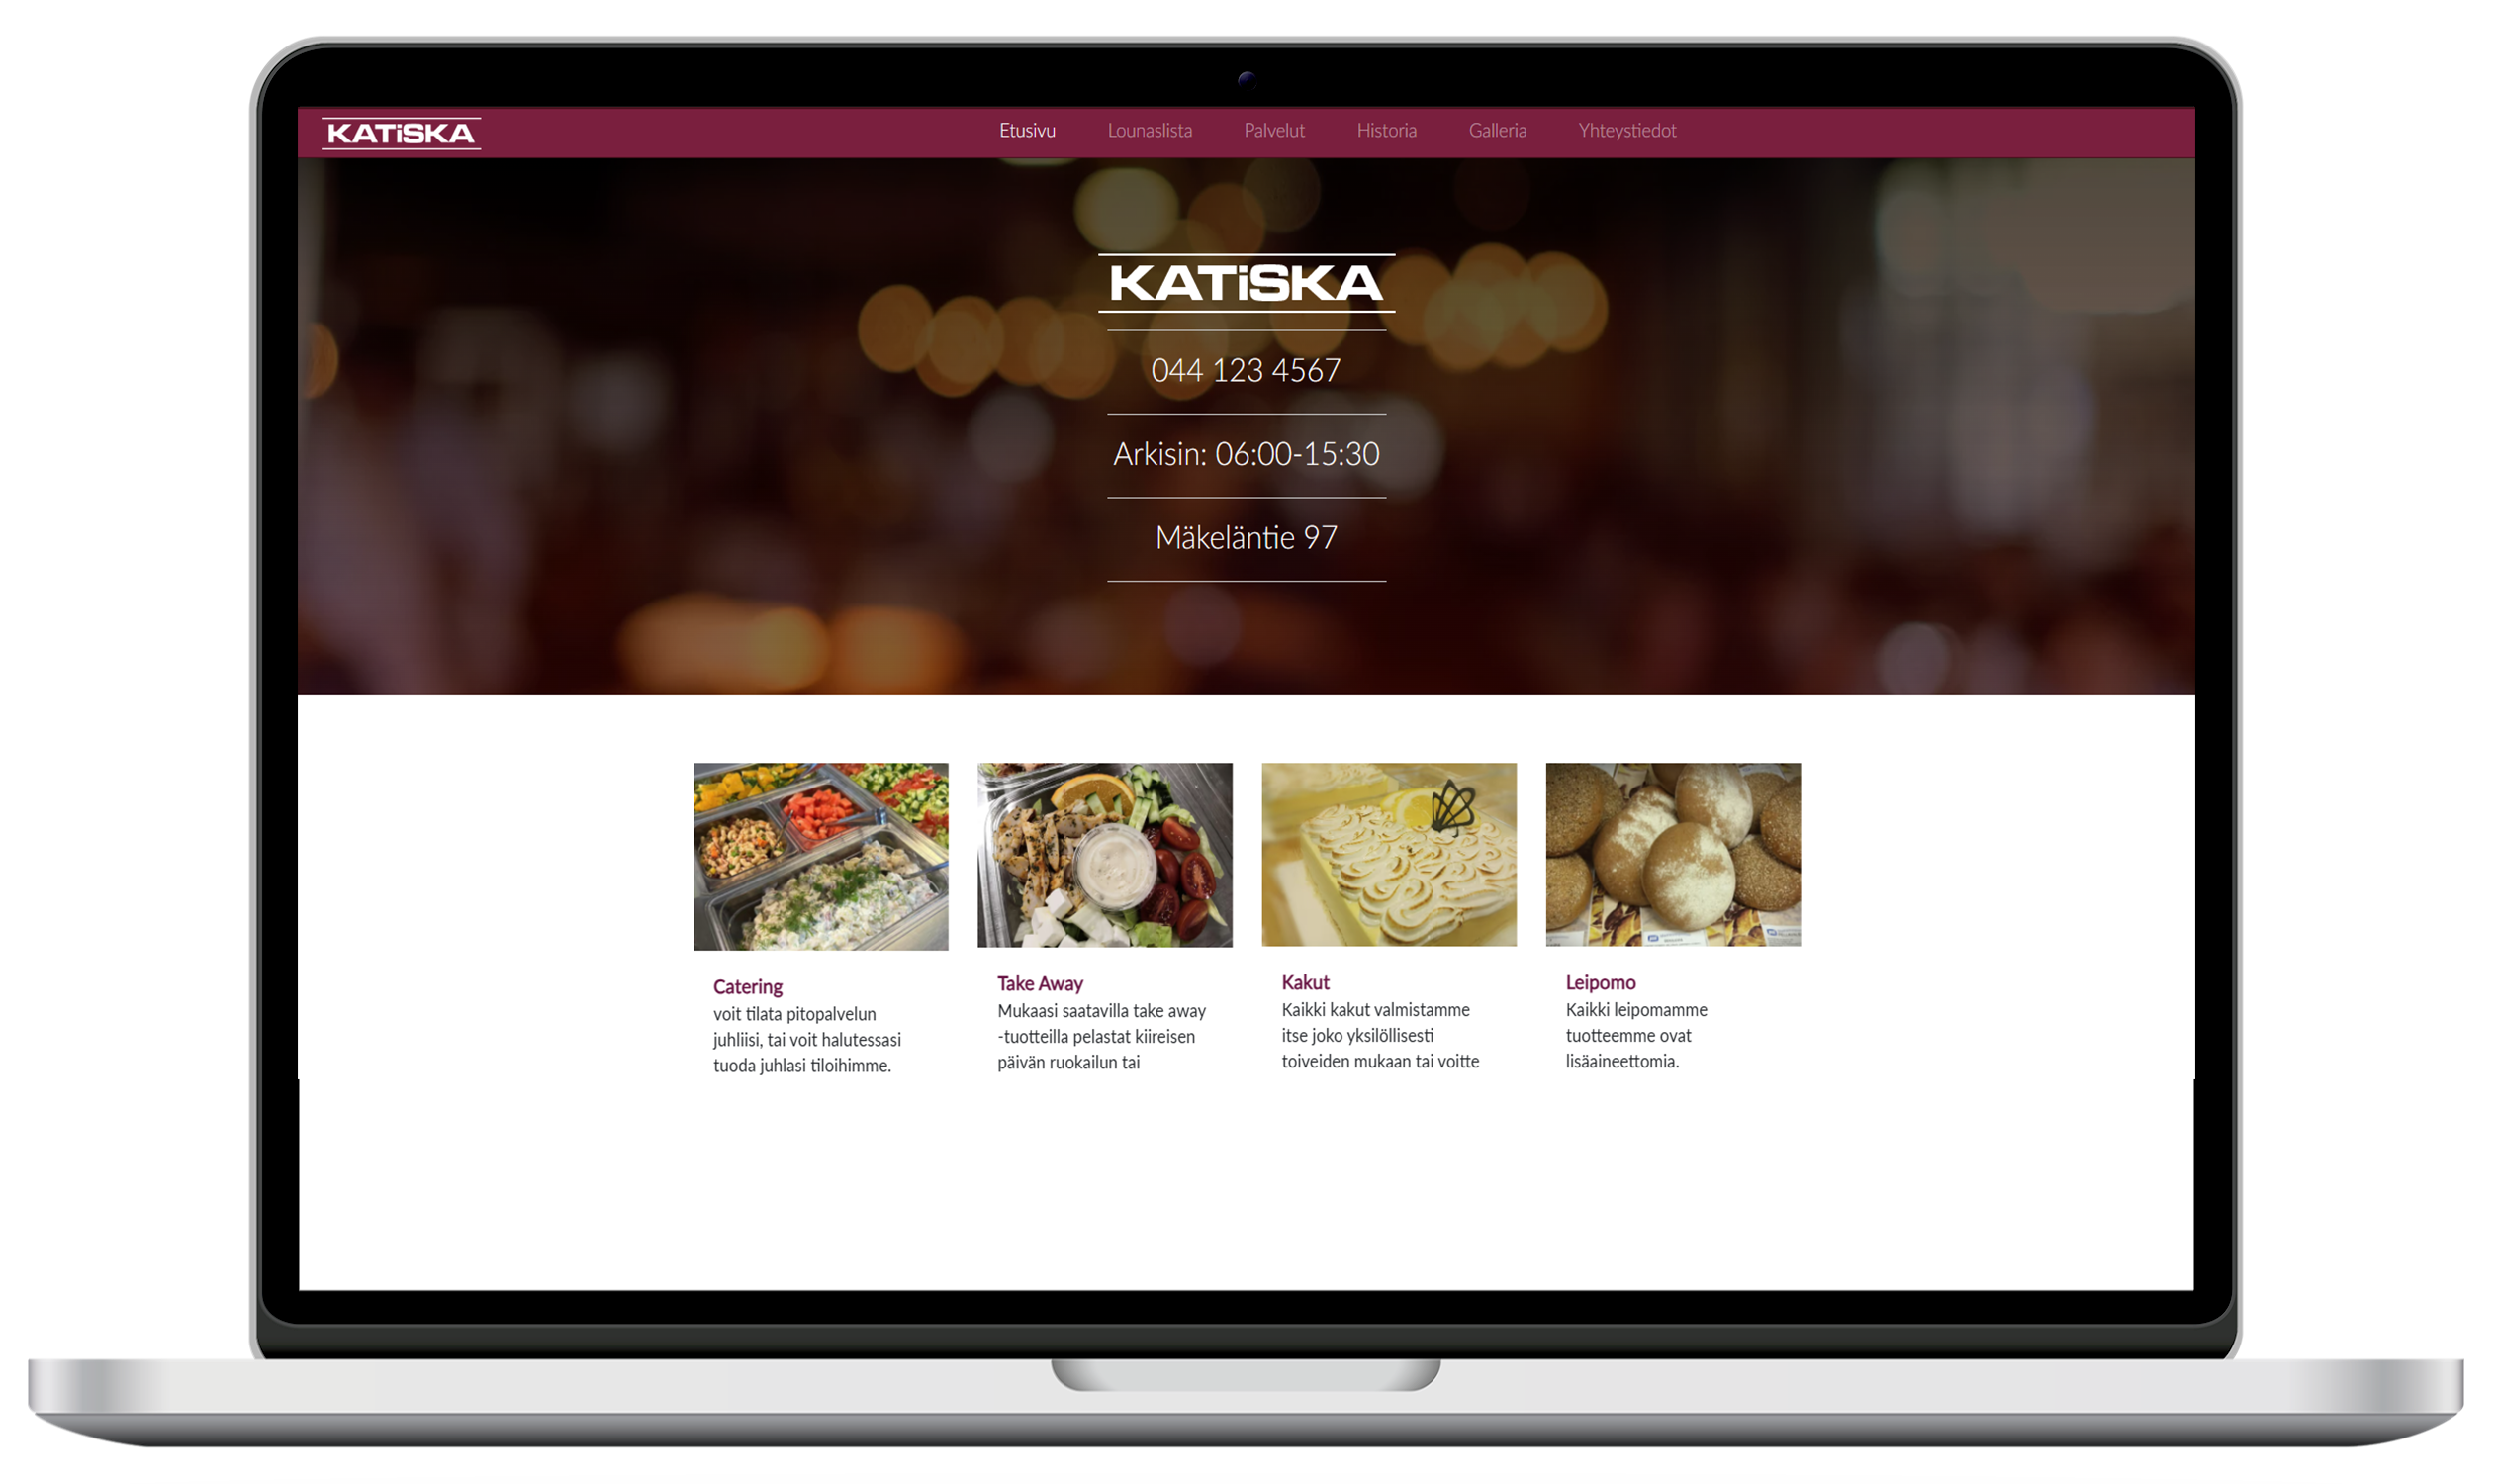 KATiSKA
Etusivu Lounaslista Palvelut Historia Galleria Yhteystiedot
KATiSKA
044 123 4567
Arkisin: 06:00-15:30
Mäkeläntie 97
Catering
voit tilata pitopalvelun
juhliisi, tai voit halutessasi
tuoda juhlasi tiloihimme.
Take Away
Mukaasi saatavilla take away
-tuotteilla pelastat kiireisen
päivän ruokailun tai
Kakut
Kaikki kakut valmistamme
itse joko yksilöllisesti
toiveiden mukaan tai voitte
Leipomo
Kaikki leipomamme
tuotteemme ovat
lisäaineettomia.